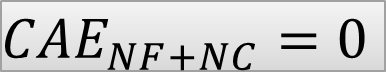 CAE_{NF+NC} = 0